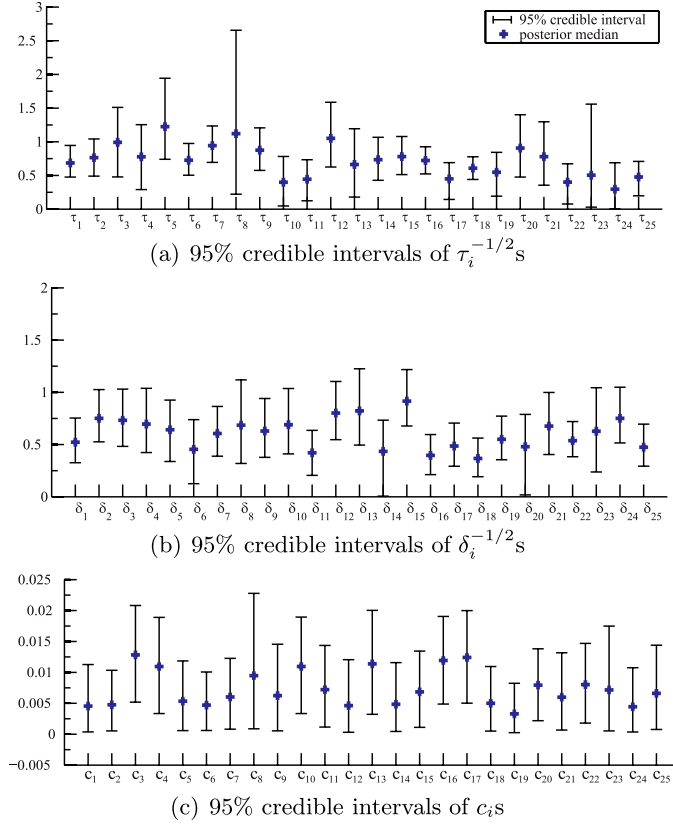 3
2.5
2
1.5
1
0.5
0
95% credible interval
posterior median
τ1 τ2 τ3 τ4 τ5 τ6 τ7 τ8 τ9 τ10 τ11 τ12 τ13 τ14 τ15 τ16 τ17 τ18 τ19 τ20 τ21 τ22 τ23 τ24 τ25
(a) 95% credible intervals of τi^−1/2s
2
1.5
1
0.5
0
δ1 δ2 δ3 δ4 δ5 δ6 δ7 δ8 δ9 δ10 δ11 δ12 δ13 δ14 δ15 δ16 δ17 δ18 δ19 δ20 δ21 δ22 δ23 δ24 δ25
(b) 95% credible intervals of δi^−1/2s
0.025
0.02
0.015
0.01
0.005
0
−0.005
c1 c2 c3 c4 c5 c6 c7 c8 c9 c10 c11 c12 c13 c14 c15 c16 c17 c18 c19 c20 c21 c22 c23 c24 c25
(c) 95% credible intervals of cis